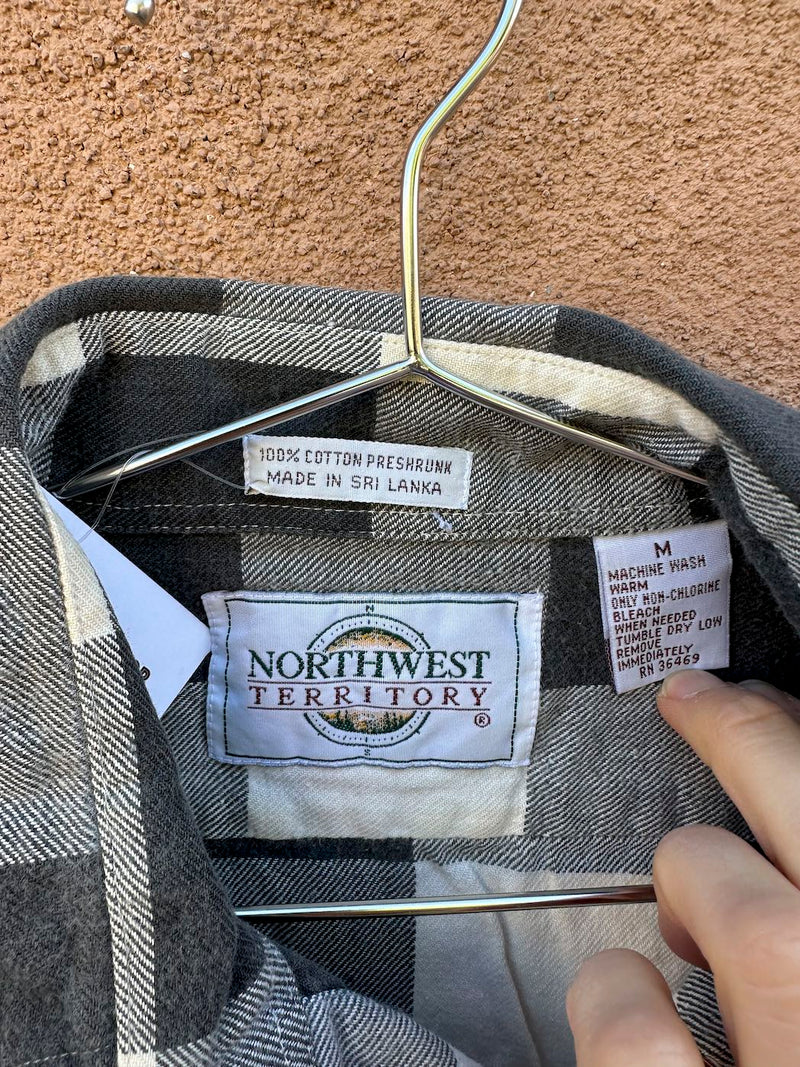 100% COTTON PRESHRUNK
MADE IN SRI LANKA
M
MACHINE WASH
WARM
ONLY NON-CHLORINE
BLEACH
WHEN NEEDED
TUMBLE DRY LOW
REMOVE
IMMEDIATELY
RN 36469
N
NORTHWEST
TERRITORY
®
S